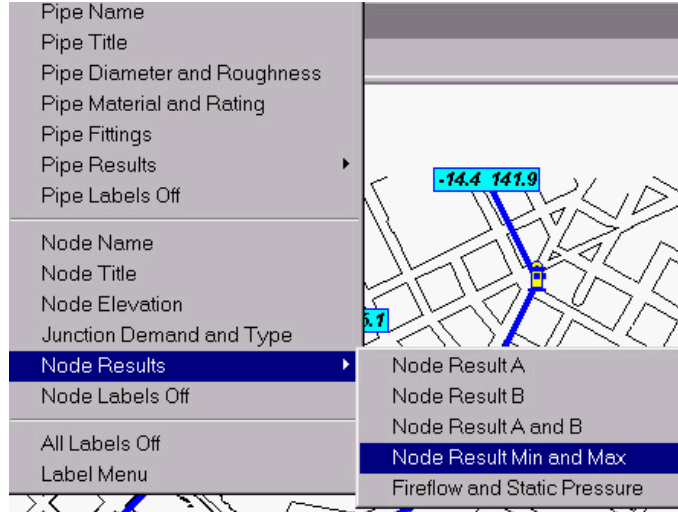 Pipe Name
Pipe Title
Pipe Diameter and Roughness
Pipe Material and Rating
Pipe Fittings
Pipe Results
Pipe Labels Off
Node Name
Node Title
Node Elevation
Junction Demand and Type
Node Results
Node Labels Off
All Labels Off
Label Menu
-14.4 141.9
Node Result A
Node Result B
Node Result A and B
Node Result Min and Max
Fireflow and Static Pressure